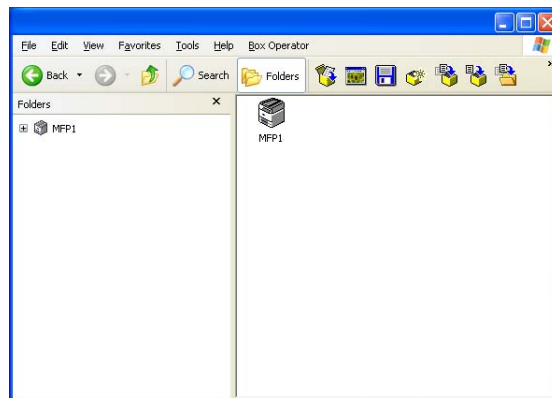 File Edit View Favorites Tools Help Box Operator
Back Search Folders »
Folders ×
MFP1
MFP1